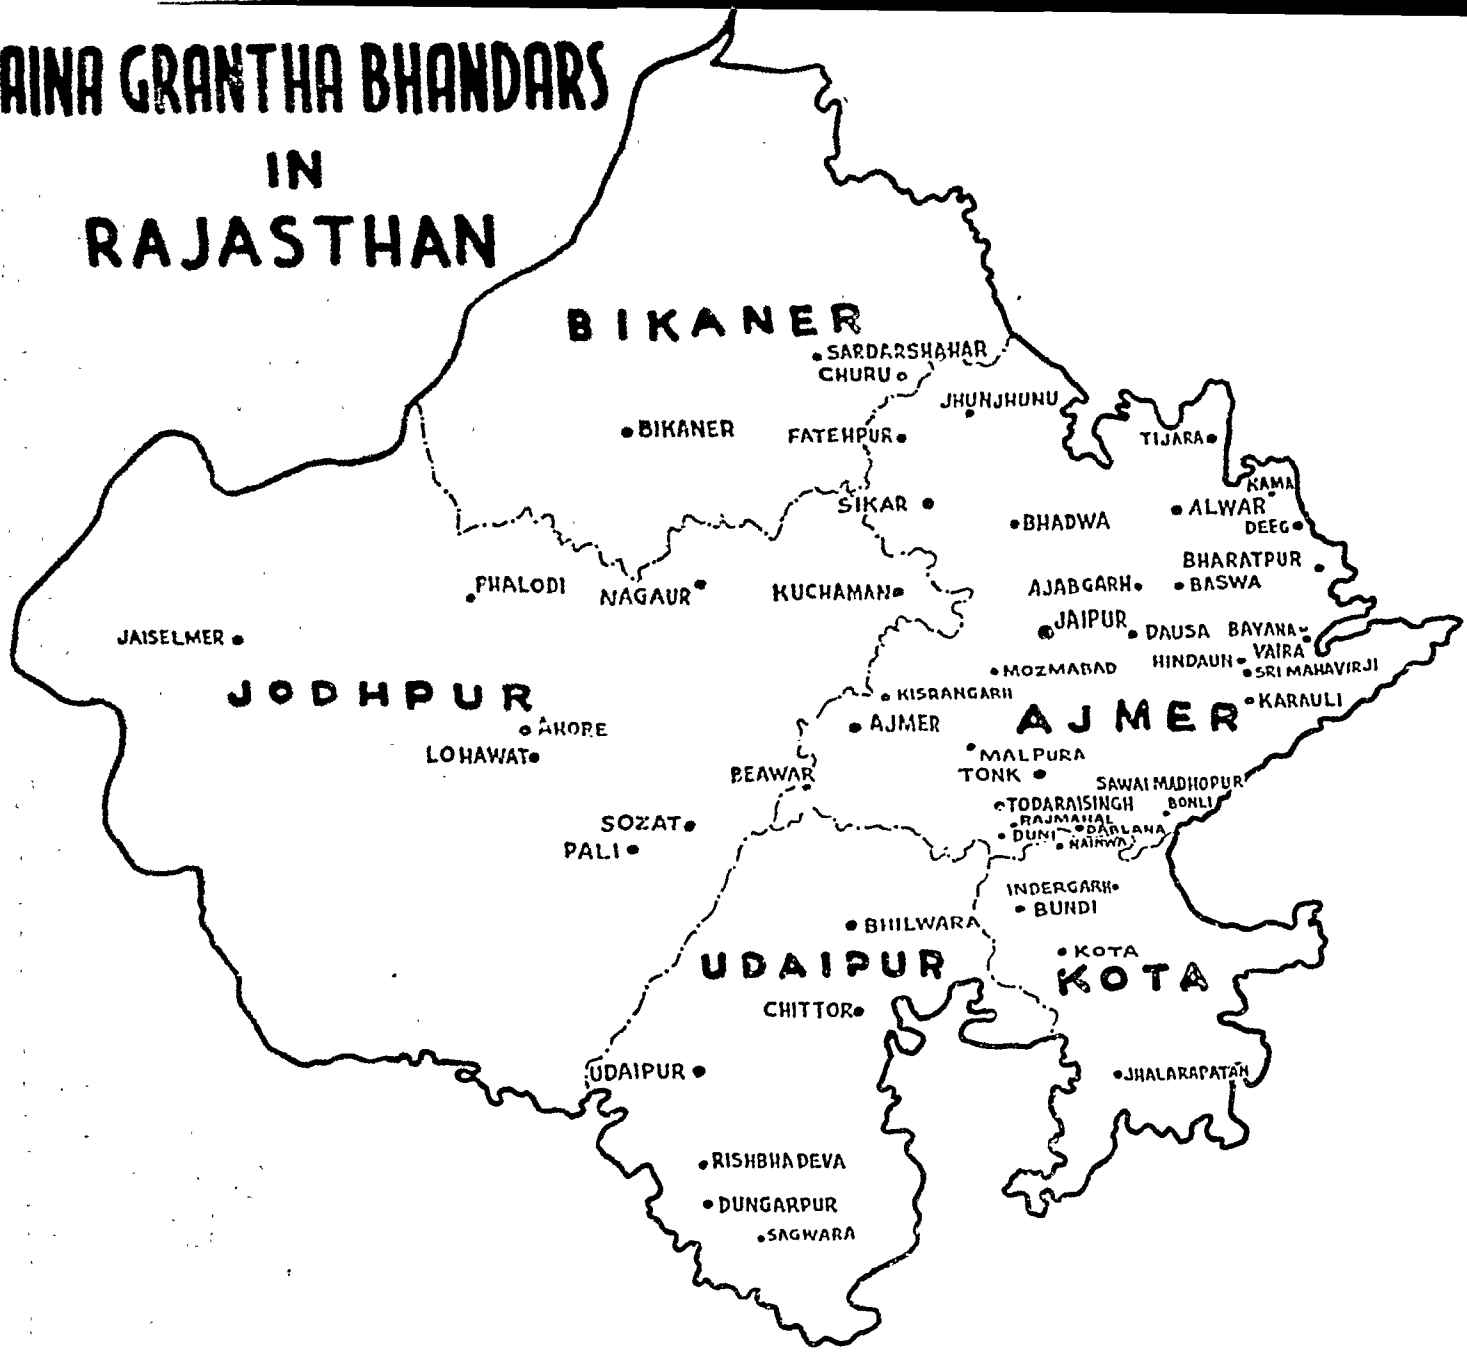 AINA GRANTHA BHANDARS
IN
RAJASTHAN
BIKANER
SARDARSHAHAR
CHURU
JHUNJHUNU
BIKANER
FATEHPUR
TIJARA
KAMA
SIKAR
ALWAR
BHADWA
DEEG
BHARATPUR
PHALODI
NAGAUR
KUCHAMAN
AJABGARH
BASWA
JAIPUR
JAISELMER
DAUSA
BAYANA
VAIRA
HINDAUN
MOZMABAD
SRI MAHAVIRJI
JODHPUR
KISHANGARH
KARAULI
AJMER
AJMER
AHORE
LOHAWAT
MALPURA
BEAWAR
TONK
SAWAI MADHOPUR
TODARAISINGH
BONLI
SOZAT
RAJMAHAL
DUNI
DABLANA
NAINWA
PALI
INDERGARH
BUNDI
BHILWARA
KOTA
UDAIPUR
KOTA
CHITTOR
UDAIPUR
JHALARAPATAN
RISHBHADEVA
DUNGARPUR
SAGWARA